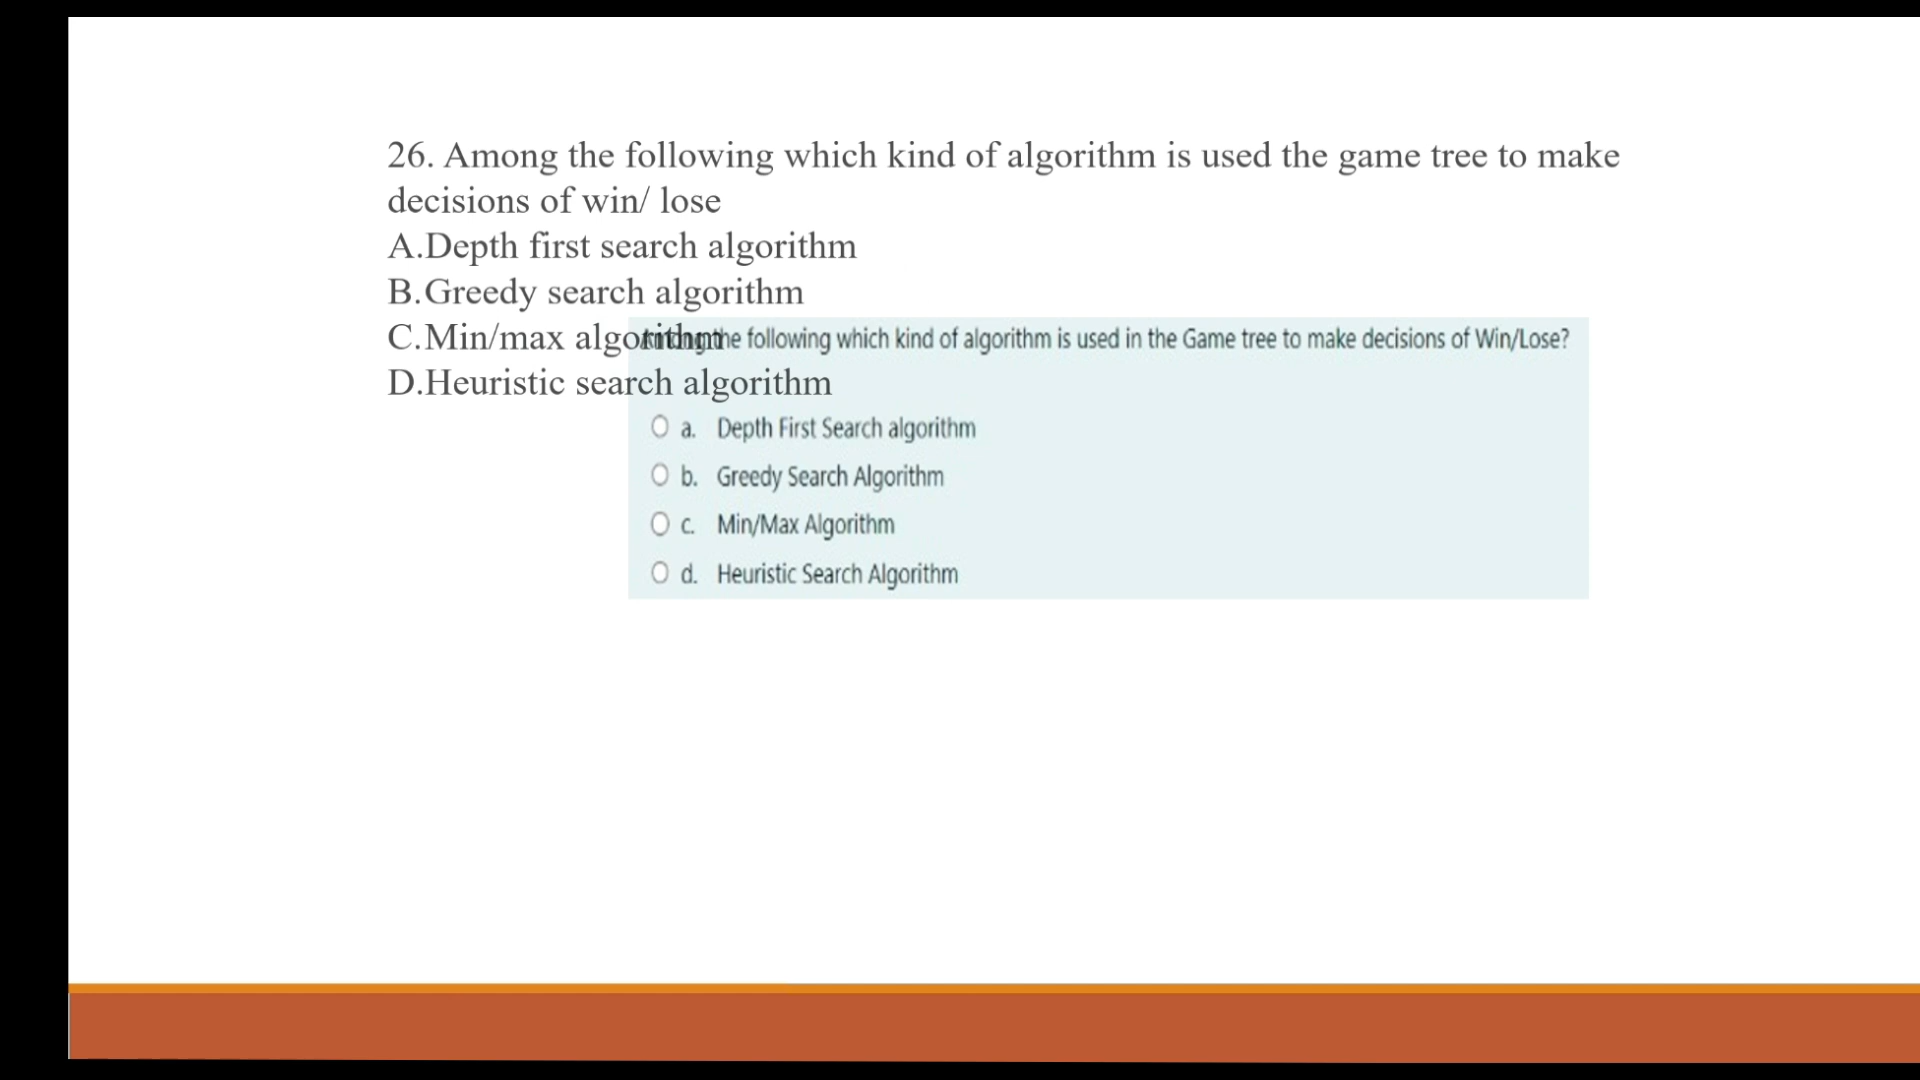 26. Among the following which kind of algorithm is used the game tree to make
decisions of win/ lose
A.Depth first search algorithm
B.Greedy search algorithm
C.Min/max algorithm
D.Heuristic search algorithm
the following which kind of algorithm is used in the Game tree to make decisions of Win/Lose?
a. Depth First Search algorithm
b. Greedy Search Algorithm
c. Min/Max Algorithm
d. Heuristic Search Algorithm